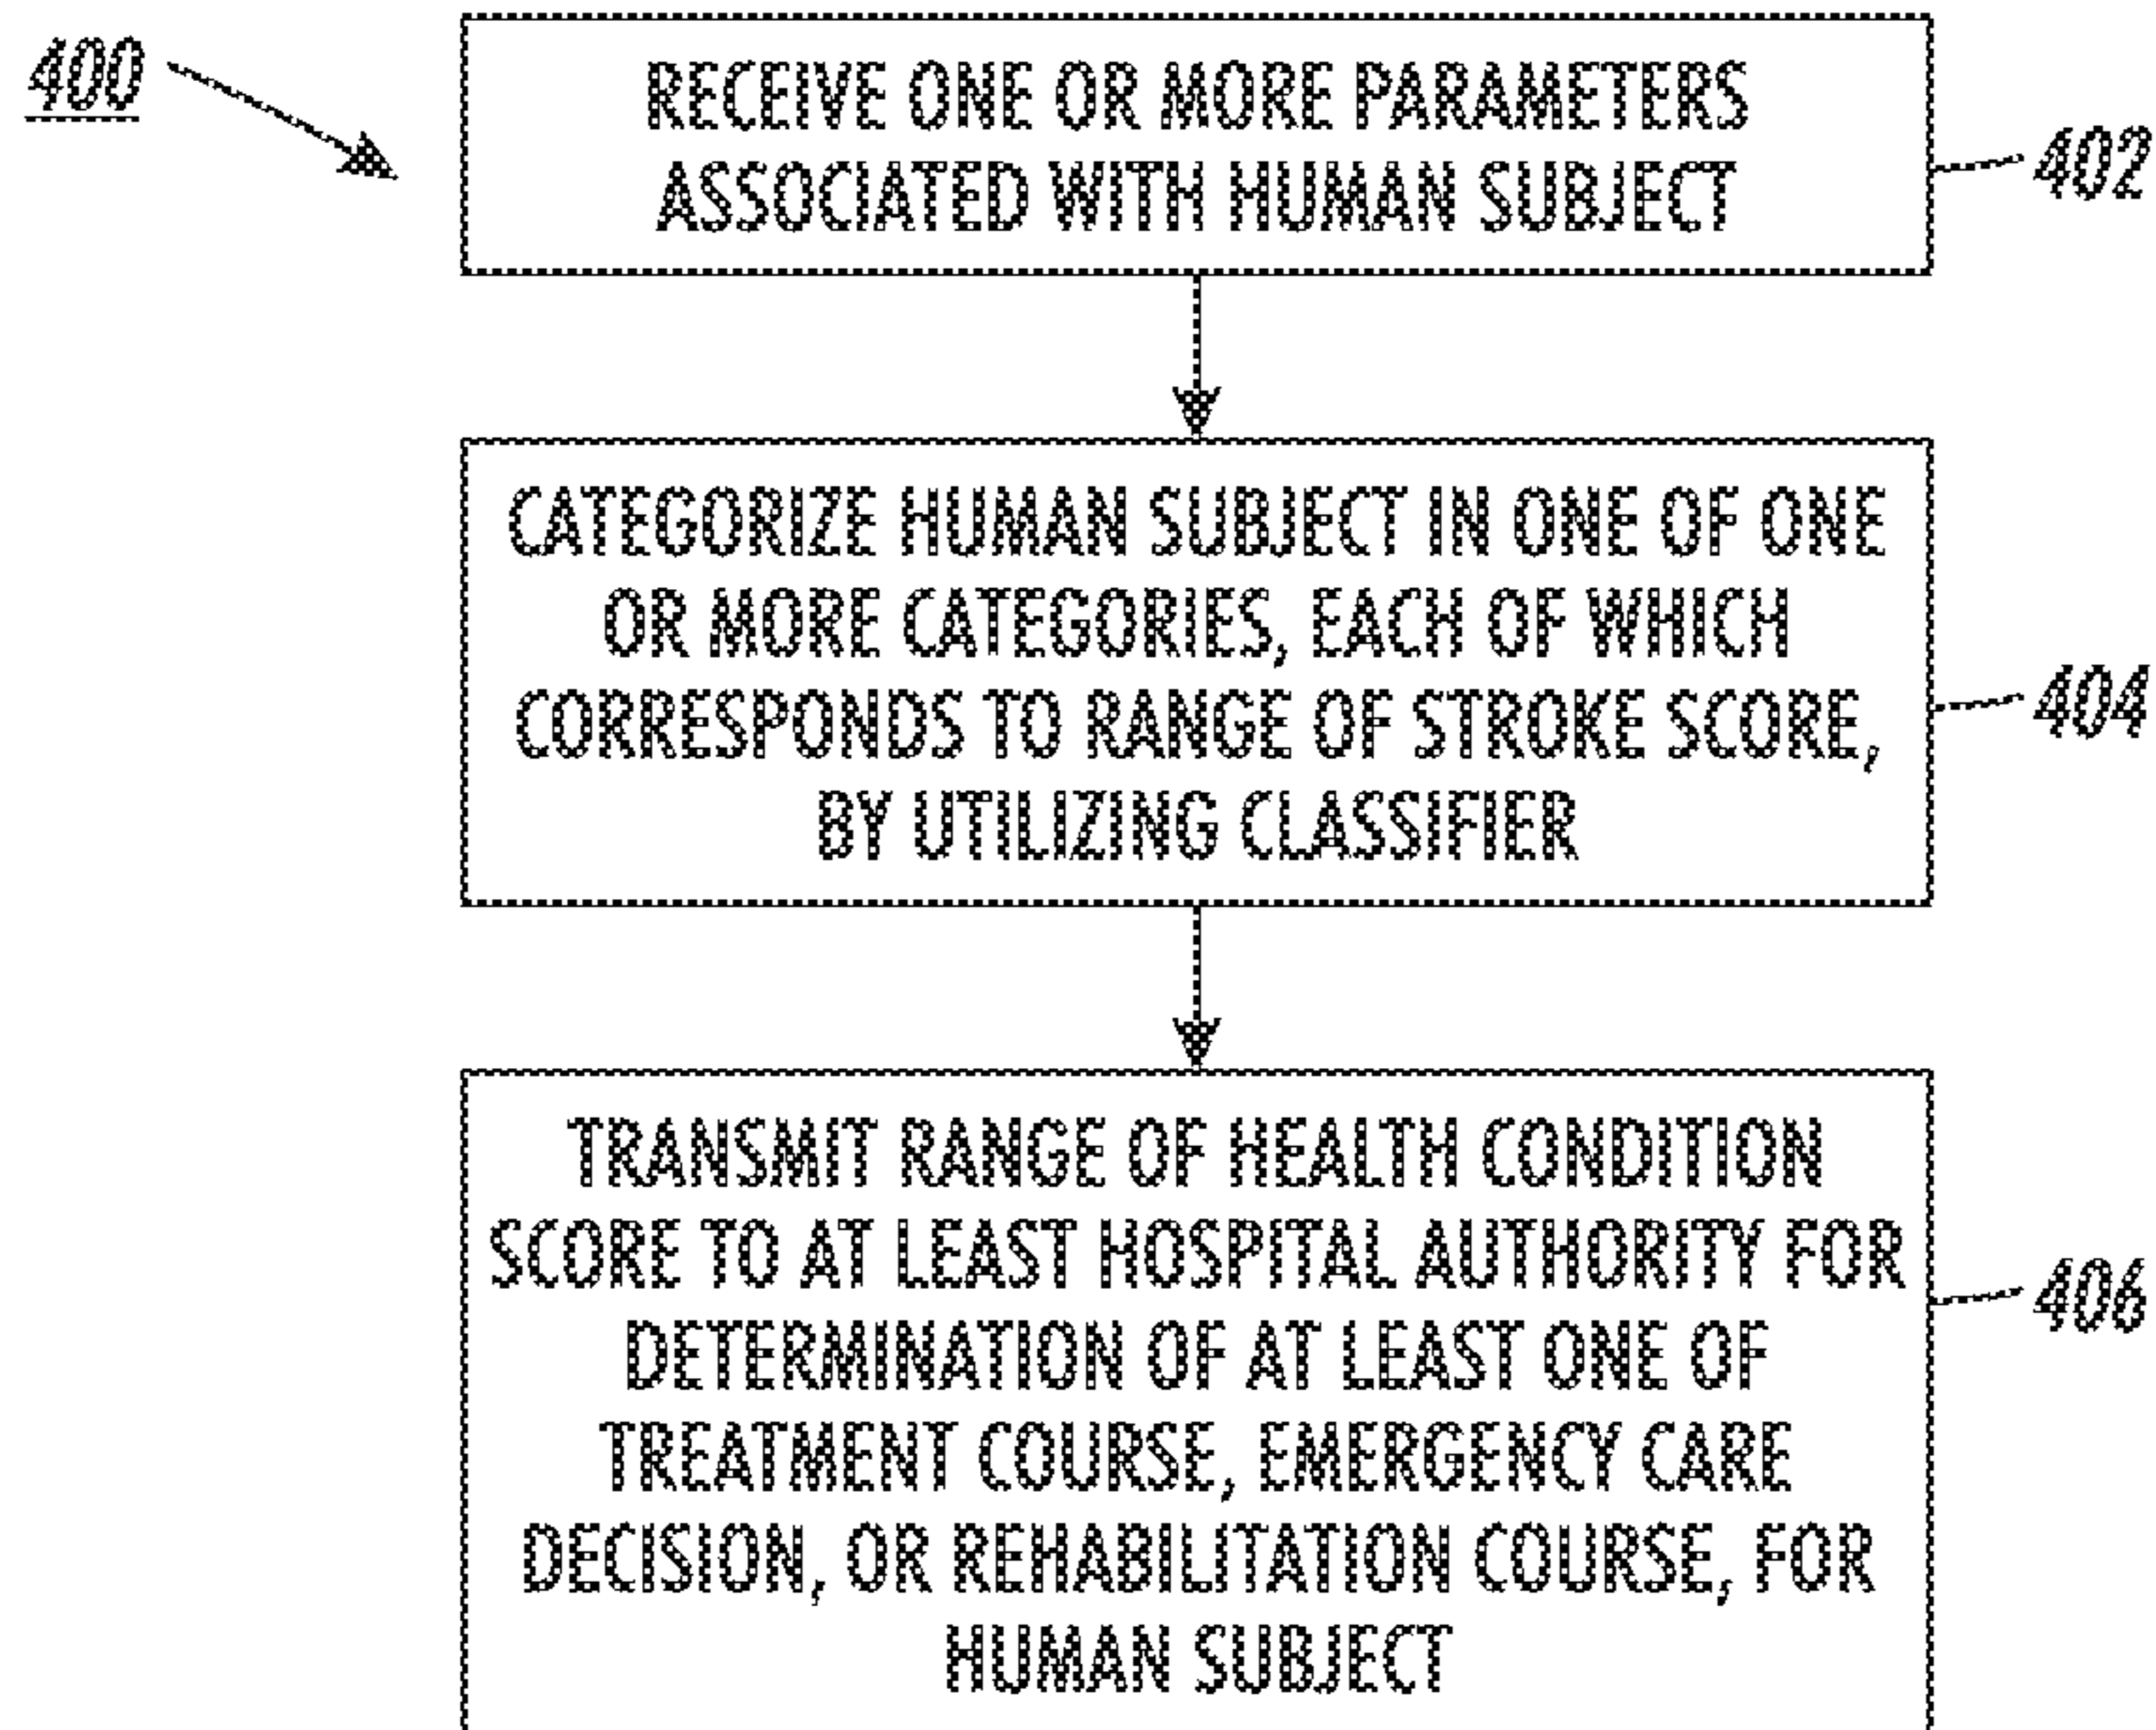 400
RECEIVE ONE OR MORE PARAMETERS
ASSOCIATED WITH HUMAN SUBJECT
402
CATEGORIZE HUMAN SUBJECT IN ONE OF ONE
OR MORE CATEGORIES, EACH OF WHICH
CORRESPONDS TO RANGE OF STROKE SCORE,
BY UTILIZING CLASSIFIER
404
TRANSMIT RANGE OF HEALTH CONDITION
SCORE TO AT LEAST HOSPITAL AUTHORITY FOR
DETERMINATION OF AT LEAST ONE OF
TREATMENT COURSE, EMERGENCY CARE
DECISION, OR REHABILITATION COURSE, FOR
HUMAN SUBJECT
406